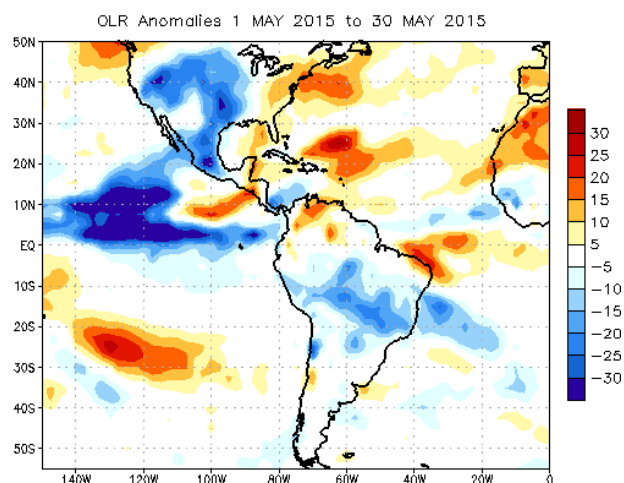 OLR Anomalies 1 MAY 2015 to 30 MAY 2015
50N
40N
30N
20N
10N
EQ
10S
20S
30S
40S
50S
140W 120W 100W 80W 60W 40W 20W 0
30
25
20
15
10
5
-5
-10
-15
-20
-25
-30